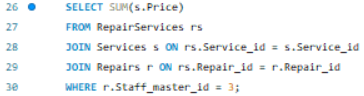 26 SELECT SUM(s.Price)
27 FROM RepairServices rs
28 JOIN Services s ON rs.Service_id = s.Service_id
29 JOIN Repairs r ON rs.Repair_id = r.Repair_id
30 WHERE r.Staff_master_id = 3;